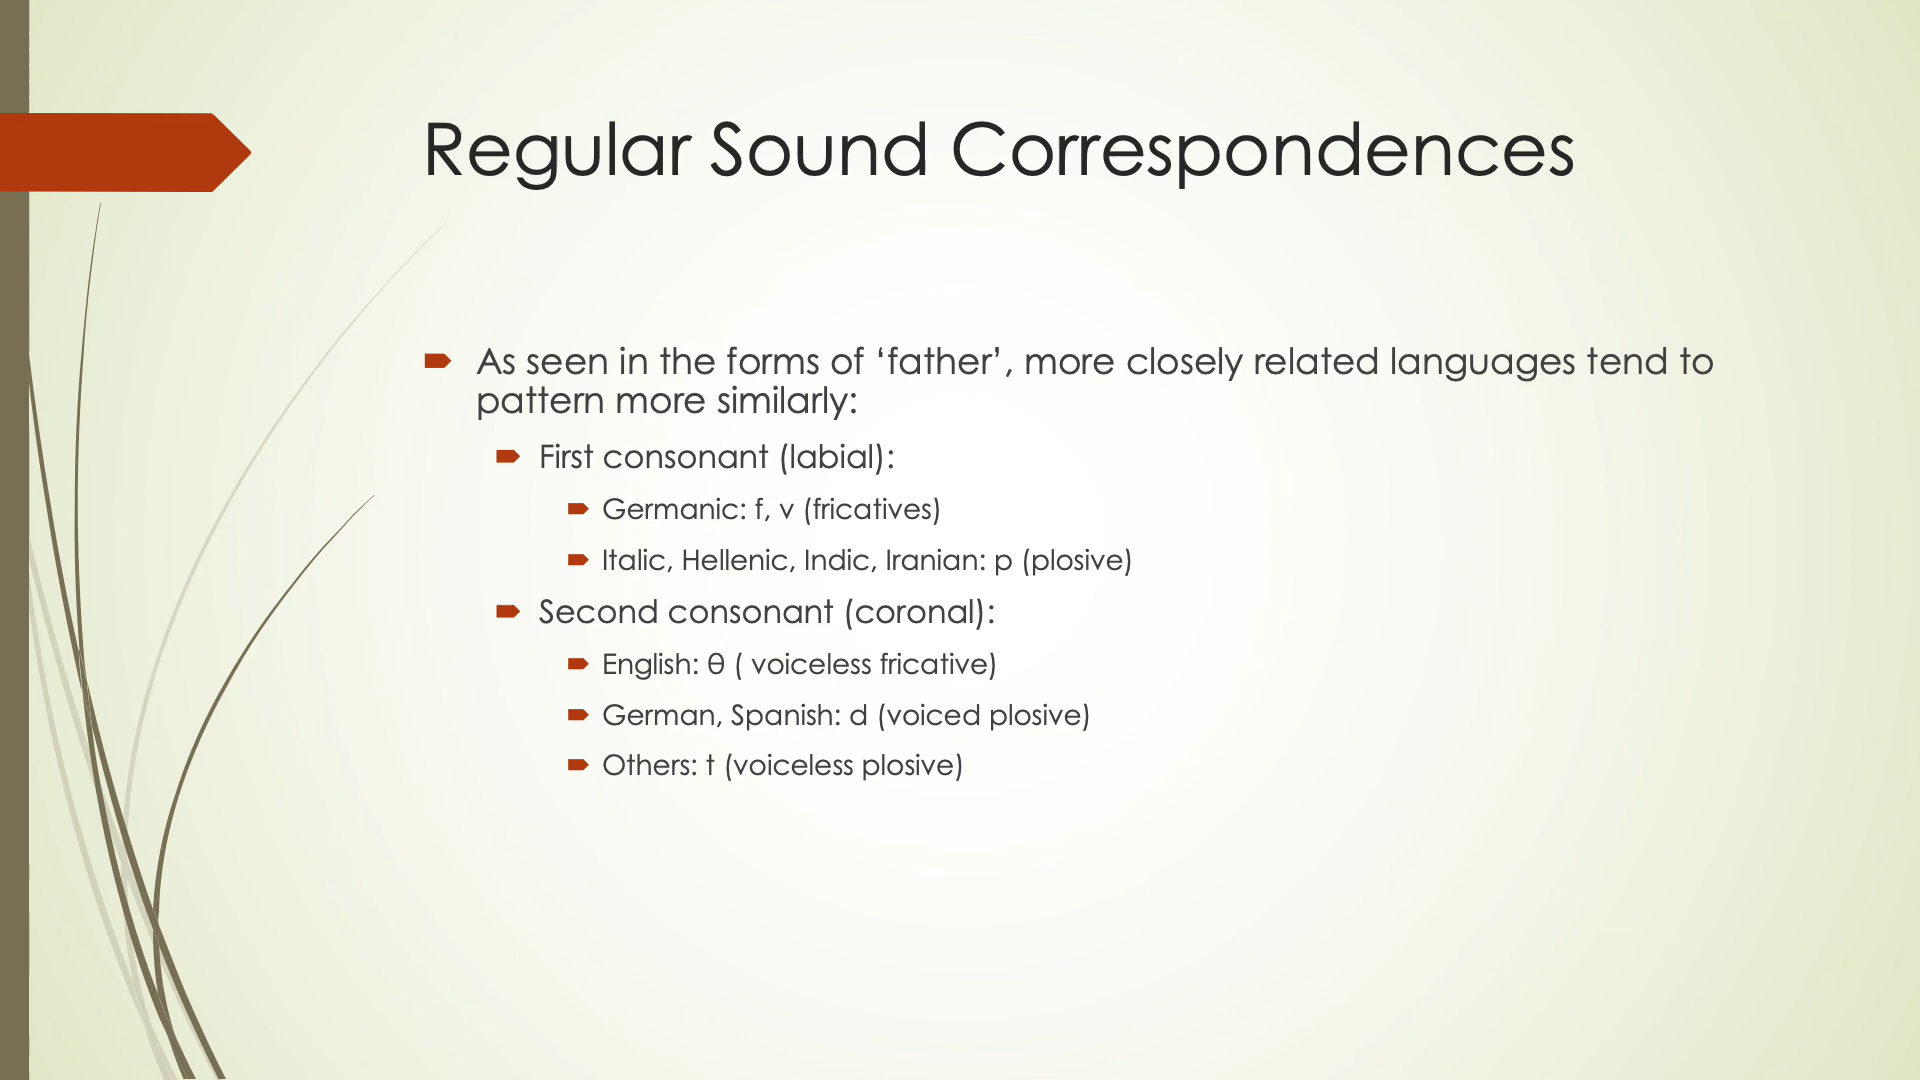 Regular Sound Correspondences
As seen in the forms of ‘father’, more closely related languages tend to
pattern more similarly:
First consonant (labial):
Germanic: f, v (fricatives)
Italic, Hellenic, Indic, Iranian: p (plosive)
Second consonant (coronal):
English: θ ( voiceless fricative)
German, Spanish: d (voiced plosive)
Others: t (voiceless plosive)